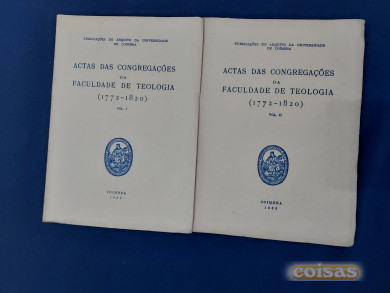 PUBLICAÇÕES DO ARQUIVO DA UNIVERSIDADE
DE COIMBRA
ACTAS DAS CONGREGAÇÕES
DA
FACULDADE DE TEOLOGIA
(1772-1820)
VOL. I
COIMBRA
PUBLICAÇÕES DO ARQUIVO DA UNIVERSIDADE
DE COIMBRA
ACTAS DAS CONGREGAÇÕES
DA
FACULDADE DE TEOLOGIA
(1772-1820)
VOL. II
COIMBRA
coisas